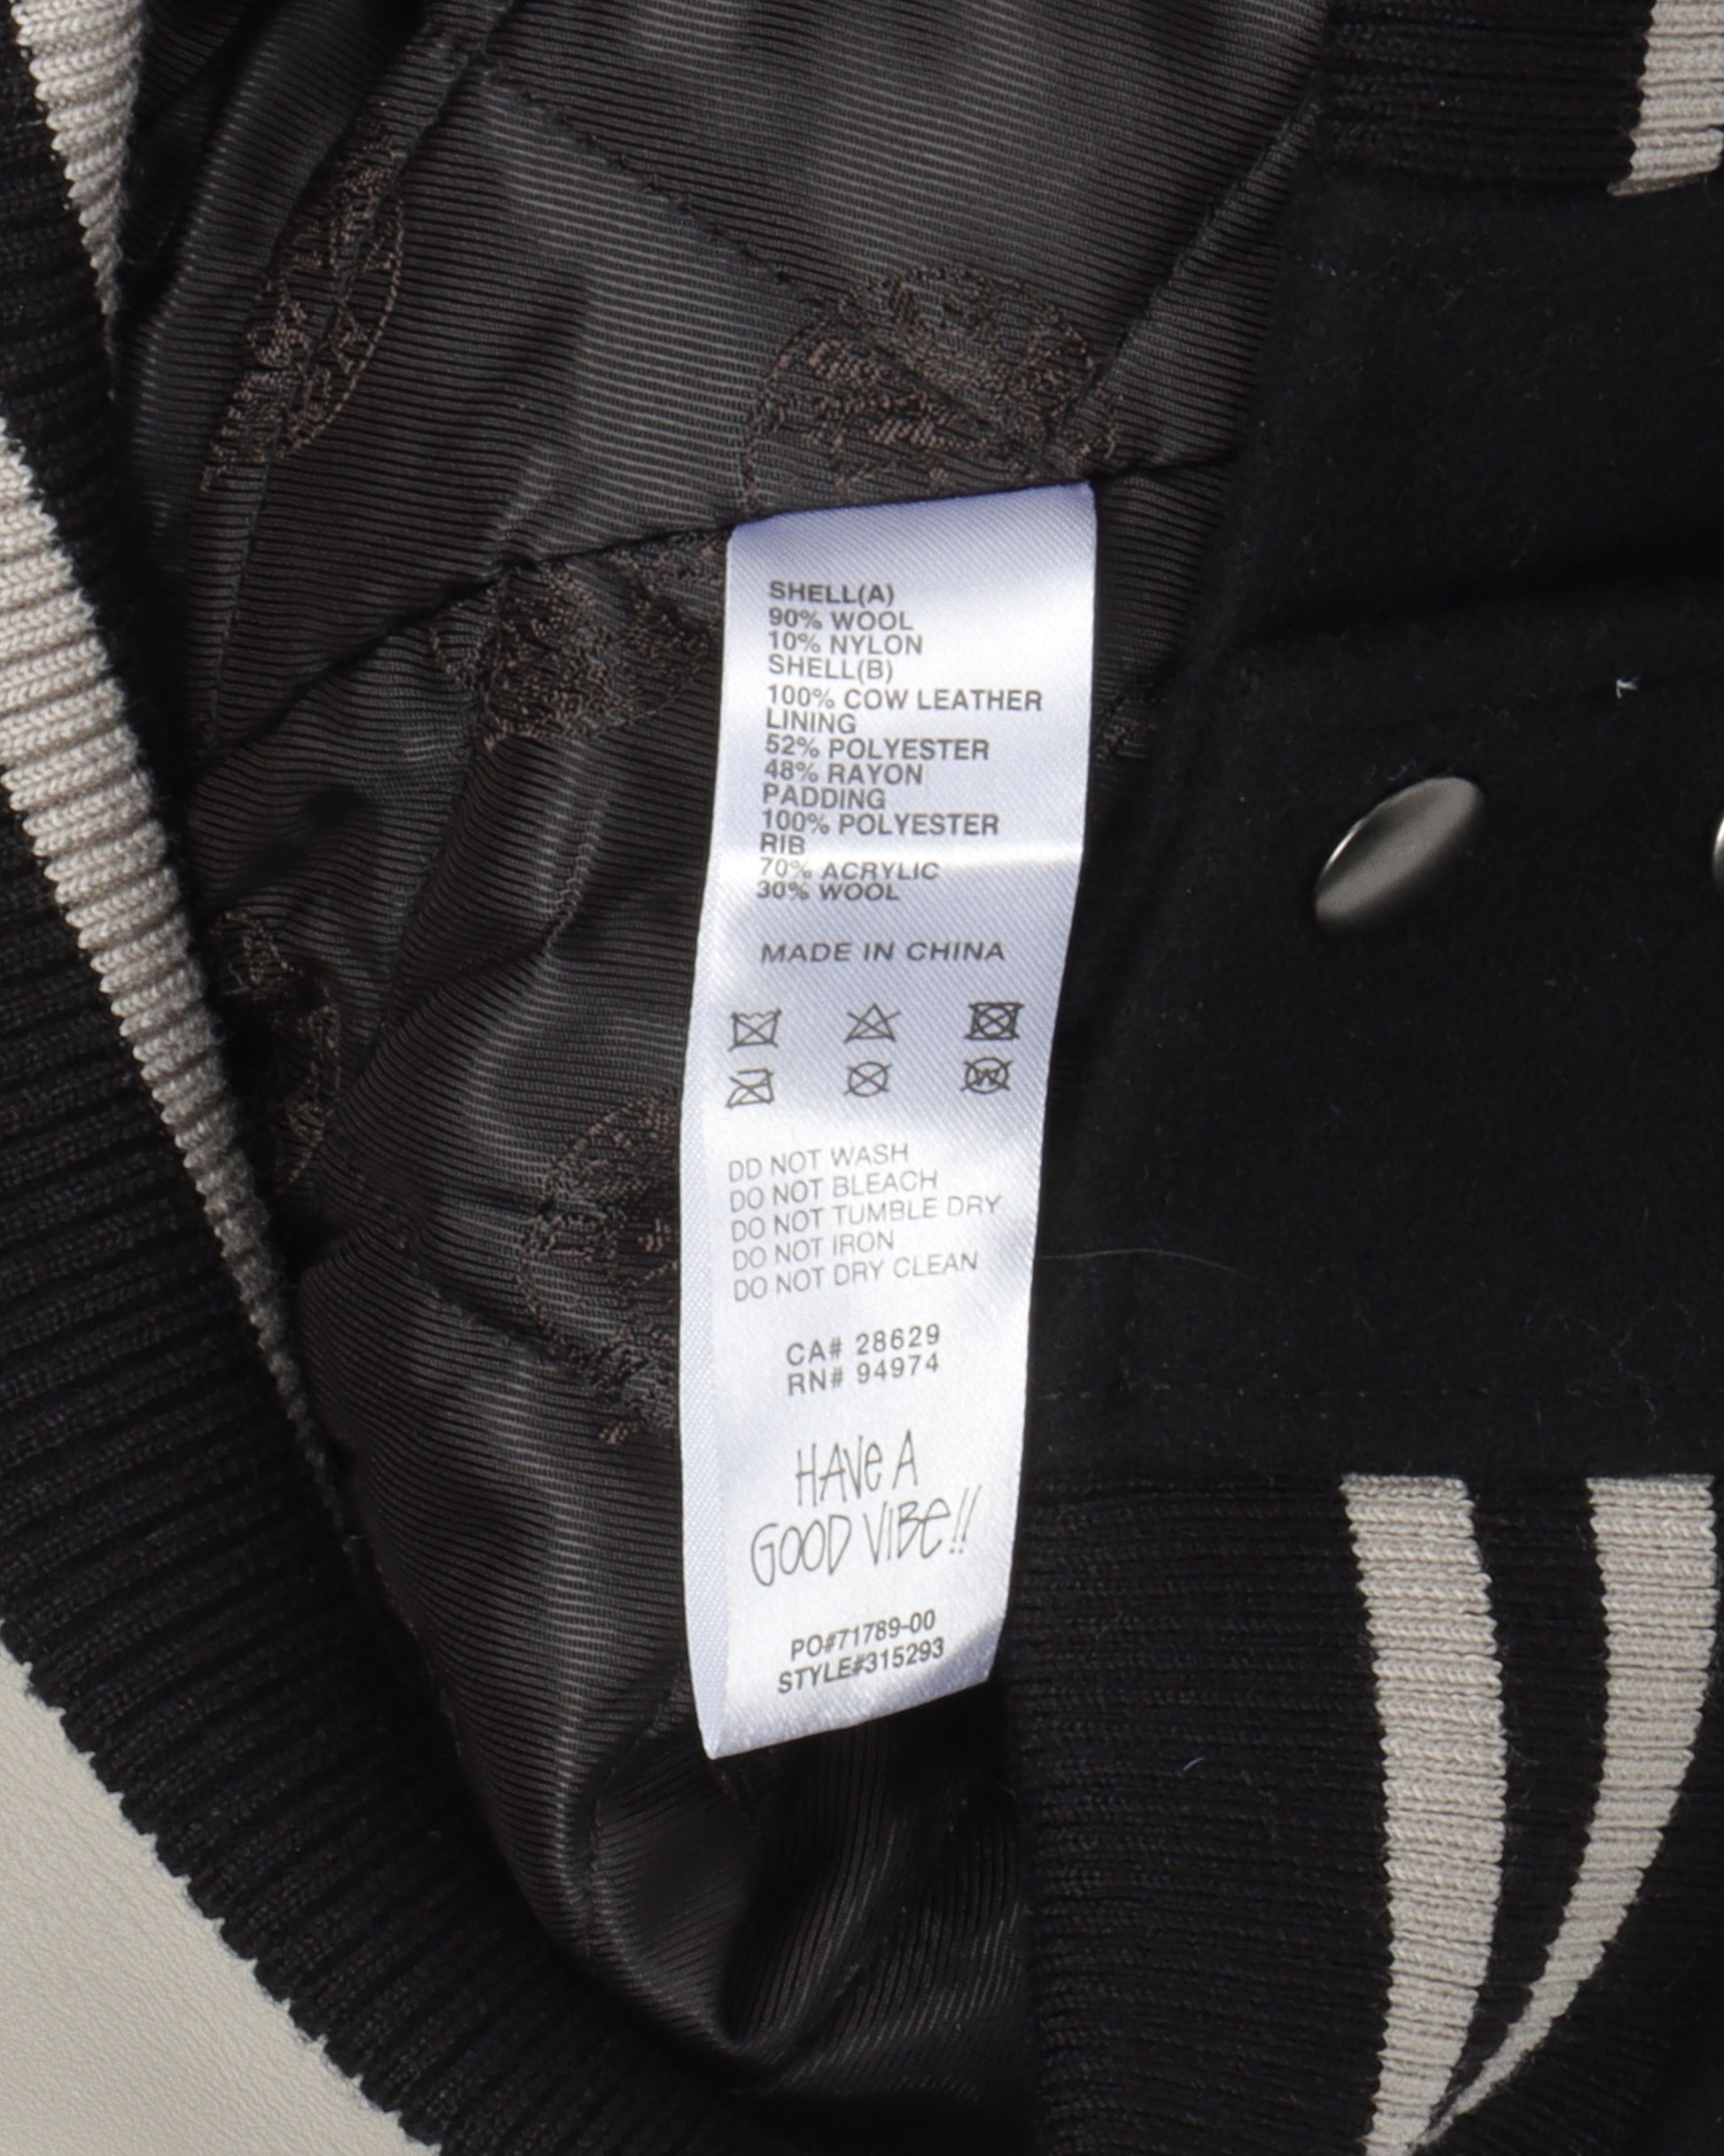 SHELL(A)
90% WOOL
10% NYLON
SHELL(B)
100% COW LEATHER
LINING
52% POLYESTER
48% RAYON
PADDING
100% POLYESTER
RIB
70% ACRYLIC
30% WOOL
MADE IN CHINA
W
DD NOT WASH
DO NOT BLEACH
DO NOT TUMBLE DRY
DO NOT IRON
DO NOT DRY CLEAN
CA# 28629
RN# 94974
HAVE A
GOOD VIBE!!
PO#71789-00
STYLE#315293